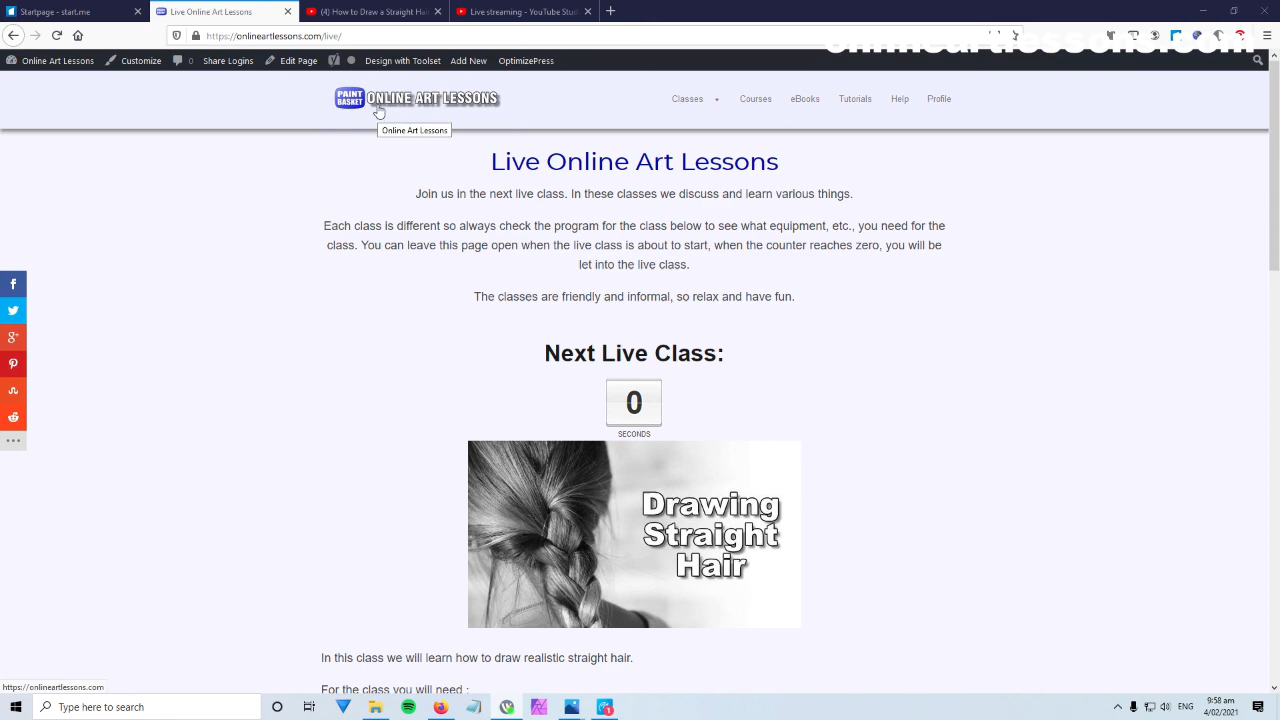 Startpage - start.me
Live Online Art Lessons
(4) How to Draw a Straight Hai
Live streaming - YouTube Stud
https://onlineartlessons.com/live/
onlineartlessons.com
Online Art Lessons
Customize
0
Share Logins
Edit Page
Design with Toolset
Add New
OptimizePress
PAINT BASKET
ONLINE ART LESSONS
Classes
Courses
eBooks
Tutorials
Help
Profile
Online Art Lessons
Live Online Art Lessons
Join us in the next live class. In these classes we discuss and learn various things.
Each class is different so always check the program for the class below to see what equipment, etc., you need for the
class. You can leave this page open when the live class is about to start, when the counter reaches zero, you will be
let into the live class.
The classes are friendly and informal, so relax and have fun.
Next Live Class:
0
SECONDS
Drawing
Straight
Hair
In this class we will learn how to draw realistic straight hair.
For the class you will need :
https://onlineartlessons.com
Type here to search
1
ENG
9:58 am
4/02/2021